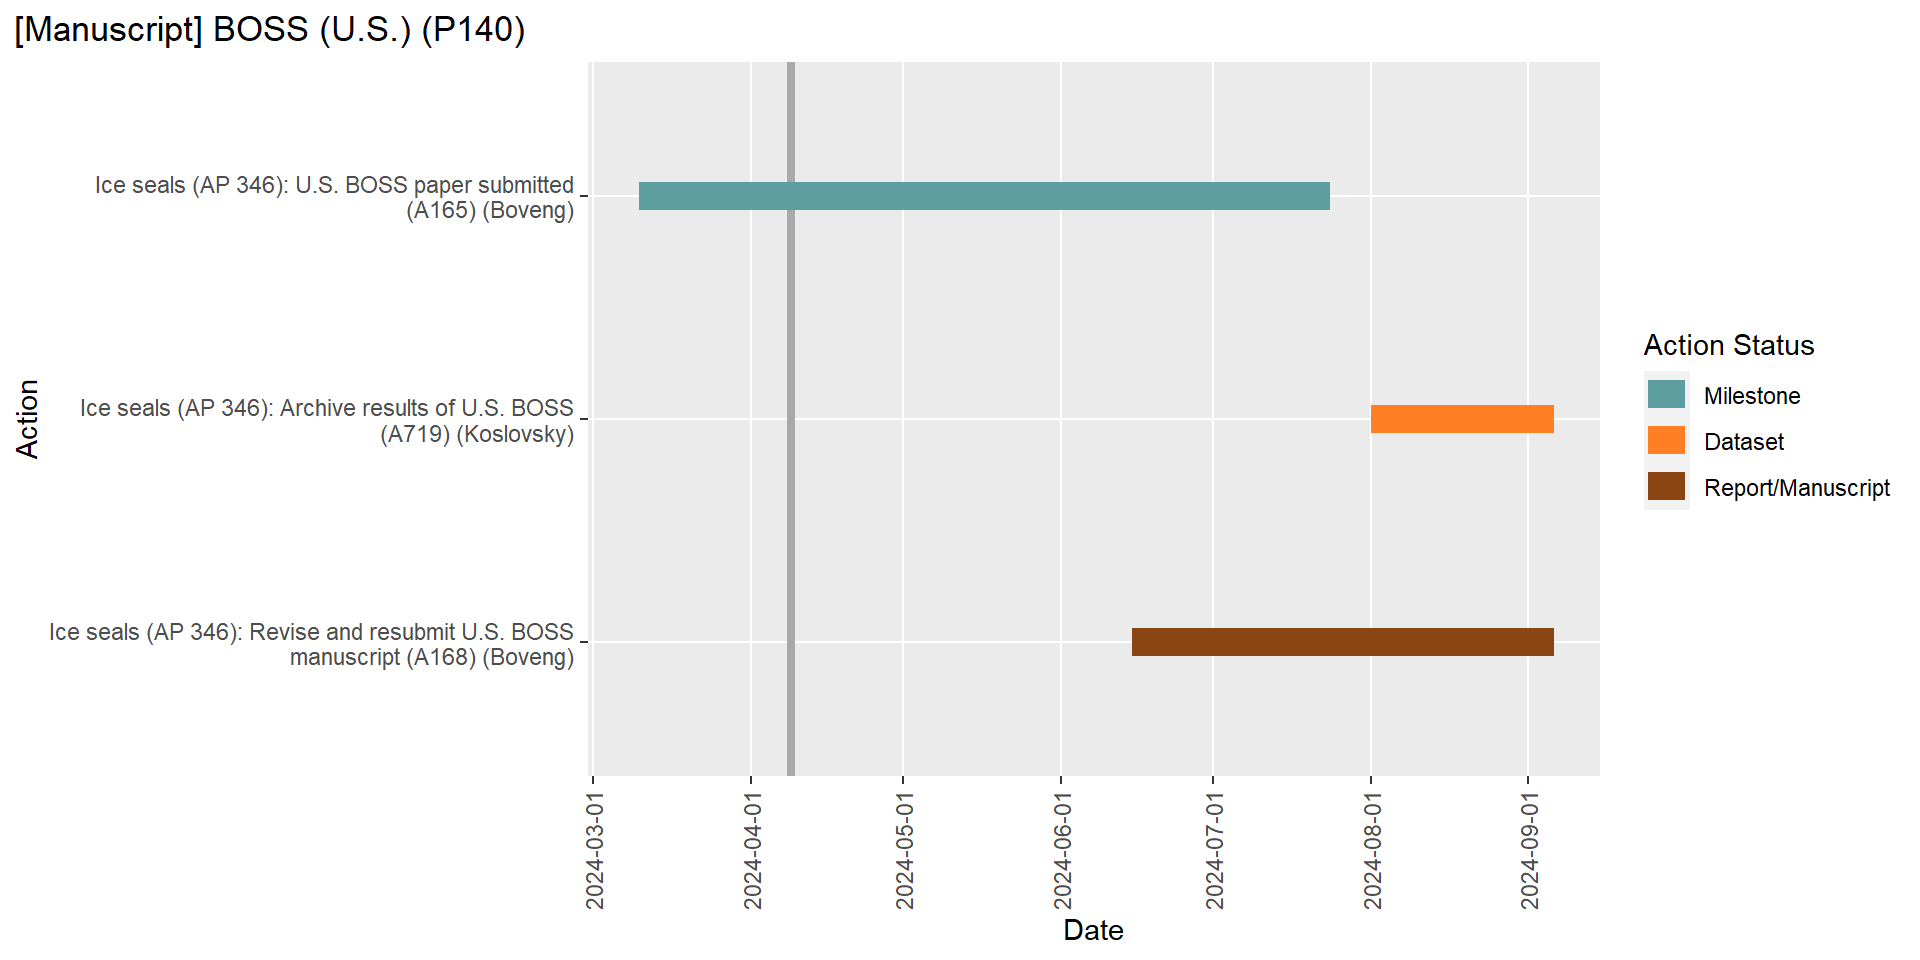 [Manuscript] BOSS (U.S.) (P140)
Ice seals (AP 346): U.S. BOSS paper submitted
(A165) (Boveng)
Ice seals (AP 346): Archive results of U.S. BOSS
(A719) (Koslovsky)
Ice seals (AP 346): Revise and resubmit U.S. BOSS
manuscript (A168) (Boveng)
Action
2024-03-01
2024-04-01
2024-05-01
2024-06-01
2024-07-01
2024-08-01
2024-09-01
Date
Action Status
Milestone
Dataset
Report/Manuscript